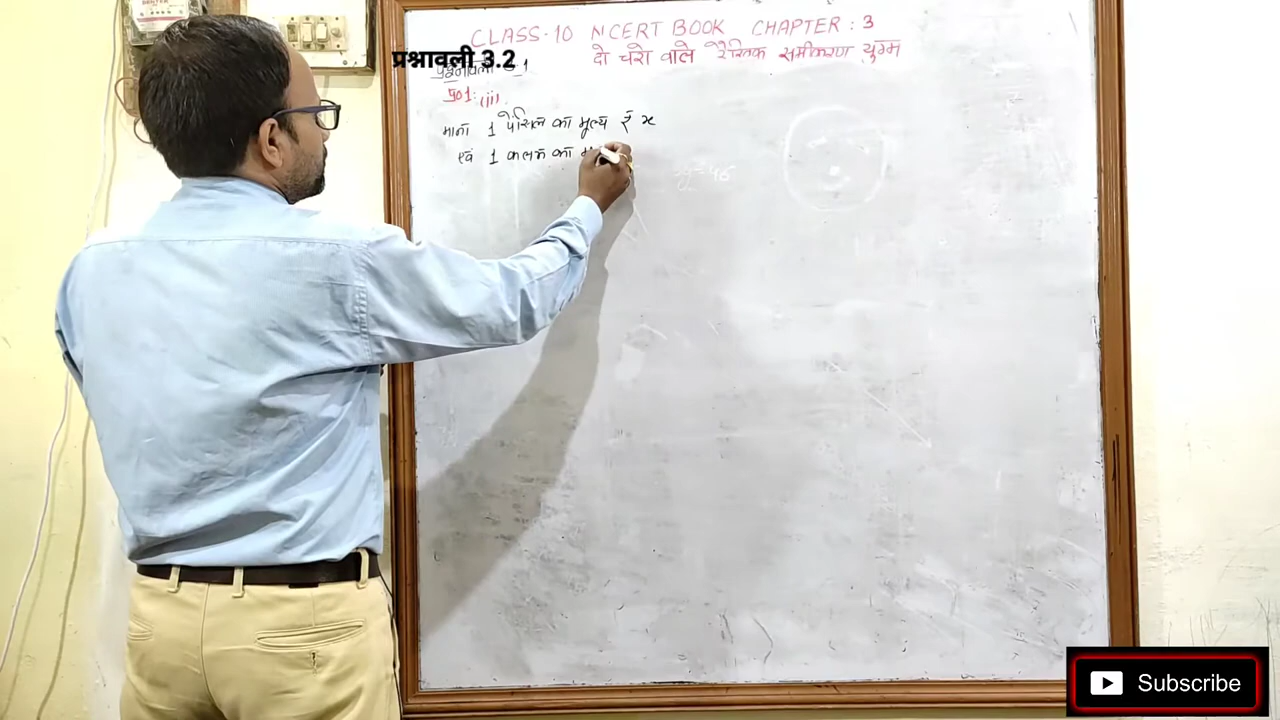 CLASS-10 NCERT BOOK CHAPTER : 3
दो चरो वाले रैखिक समीकरण युग्म
प्रश्नावली 3.2
प्र01: (ii)
माना 1 पेंसिल का मूल्य ₹ x
एवं 1 कलम का
Subscribe